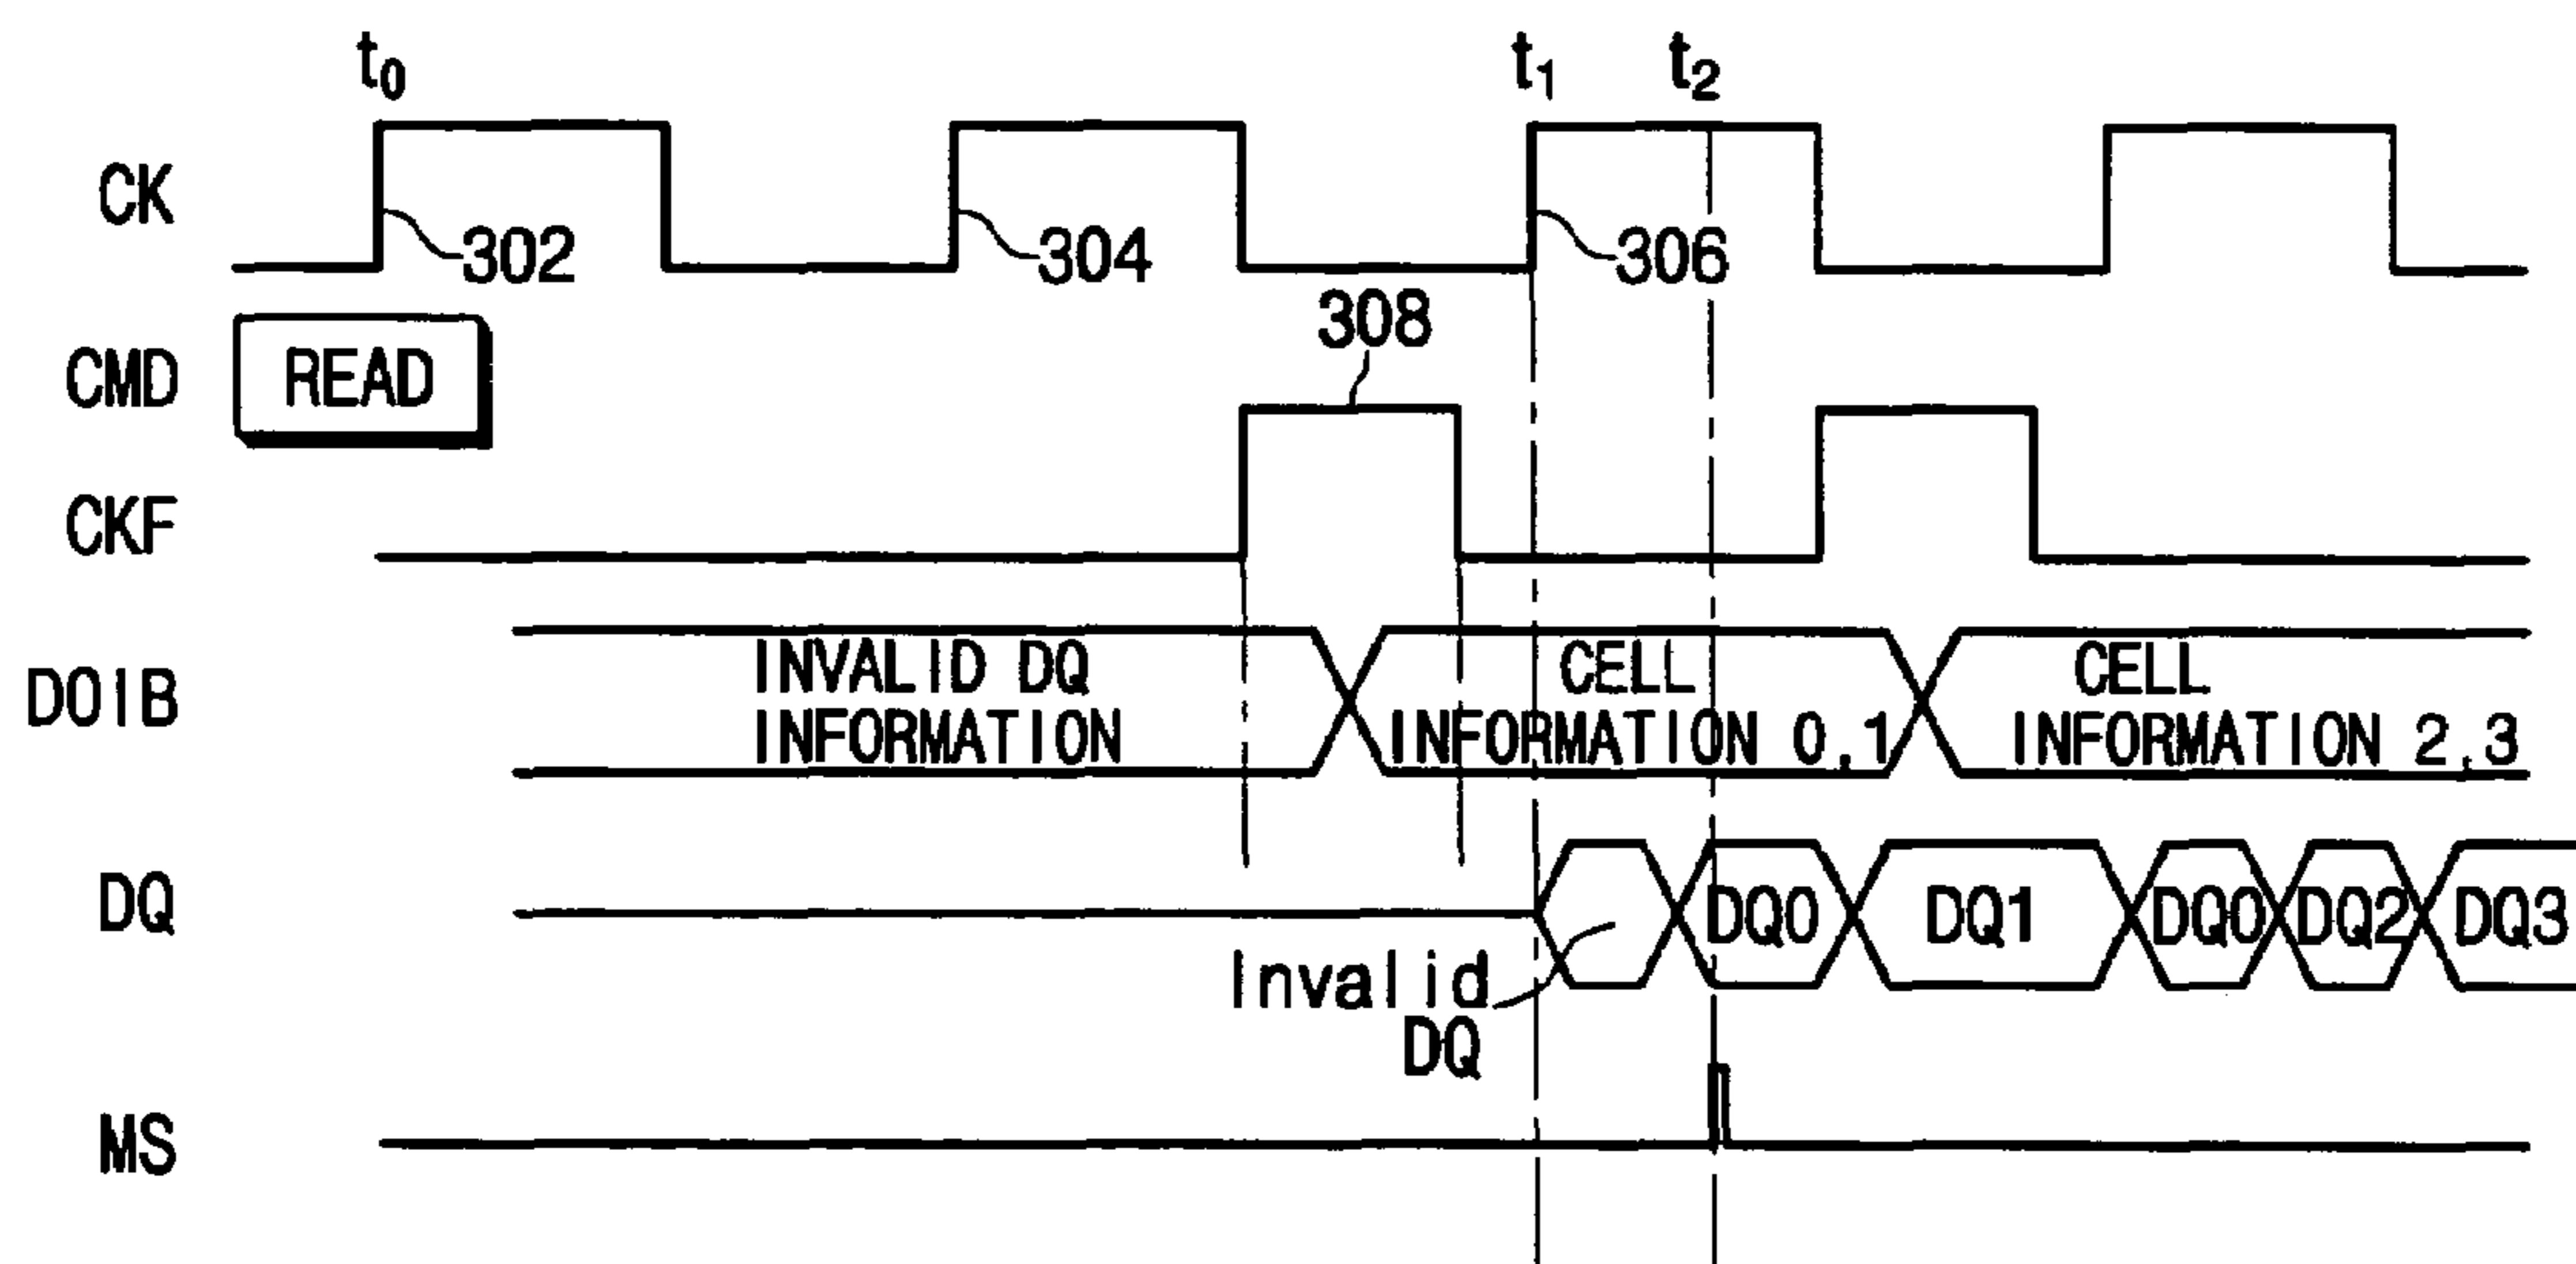 t0 t1 t2
CK
302 304 306
308
CMD READ
CKF
DOIB
INVALID DQ
INFORMATION
CELL
INFORMATION 0,1
CELL
INFORMATION 2,3
DQ
DQ0 DQ1 DQ0 DQ2 DQ3
Invalid
DQ
MS